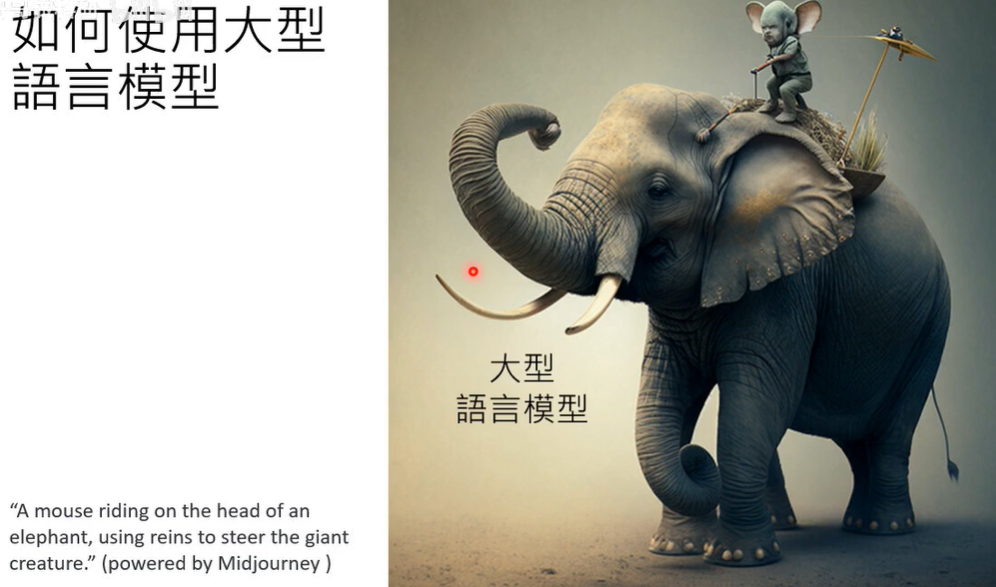 如何使用大型
語言模型
大型
語言模型
“A mouse riding on the head of an
elephant, using reins to steer the giant
creature.” (powered by Midjourney )